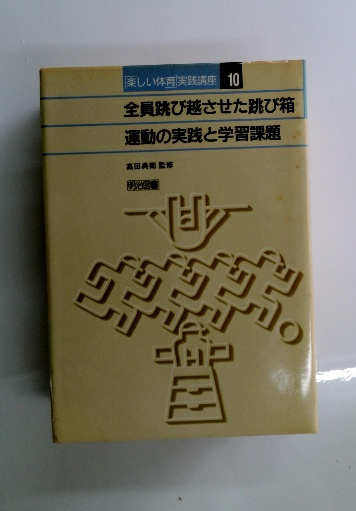 楽しい体育実践講座 10
全員跳び越させた跳び箱
運動の実践と学習課題
高田典衛 監修
明治図書